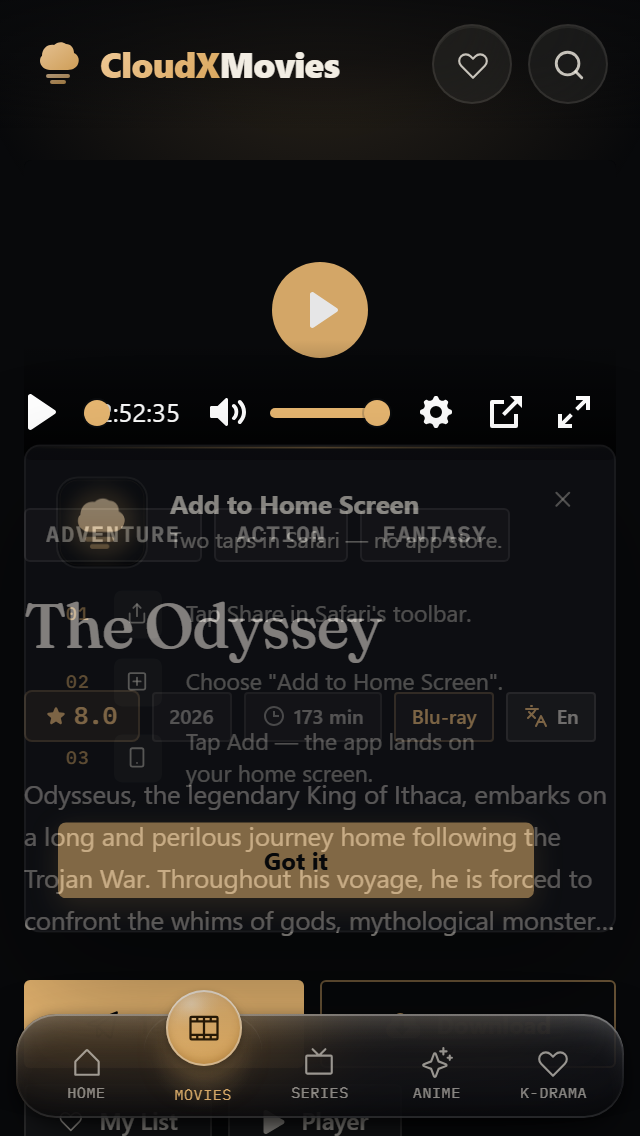 CloudXMovies
2:52:35
Add to Home Screen
Two taps in Safari — no app store.
ADVENTURE
ACTION
FANTASY
01
Tap Share in Safari's toolbar.
The Odyssey
02
Choose "Add to Home Screen".
8.0
2026
173 min
Blu-ray
En
03
Tap Add — the app lands on
your home screen.
Odysseus, the legendary King of Ithaca, embarks on
a long and perilous journey home following the
Got it
Trojan War. Throughout his voyage, he is forced to
confront the whims of gods, mythological monster...
HOME
MOVIES
SERIES
ANIME
K-DRAMA
My List
Player